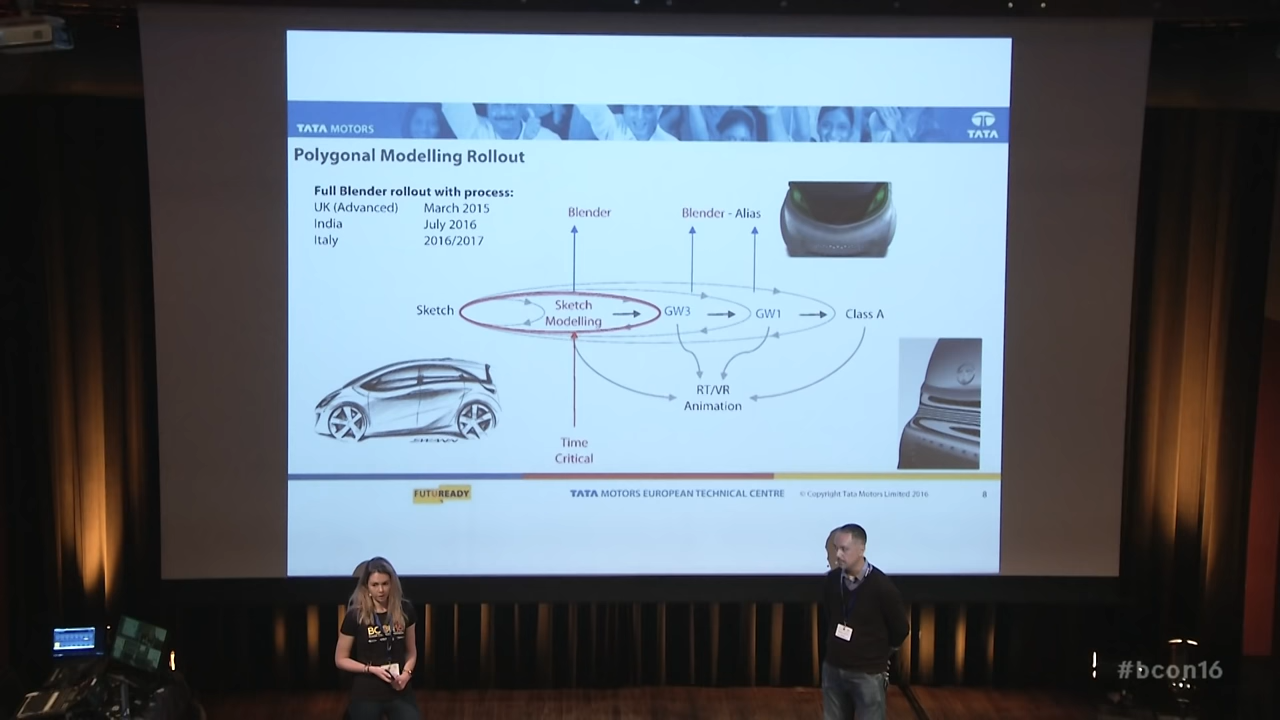 TATA MOTORS
TATA
Polygonal Modelling Rollout
Full Blender rollout with process:
UK (Advanced) March 2015
India July 2016
Italy 2016/2017
Blender
Blender - Alias
Sketch
Sketch
Modelling
GW3
GW1
Class A
RT/VR
Animation
Time
Critical
FUTUREADY
TATA MOTORS EUROPEAN TECHNICAL CENTRE
© Copyright Tata Motors Limited 2016
8
#bcon16